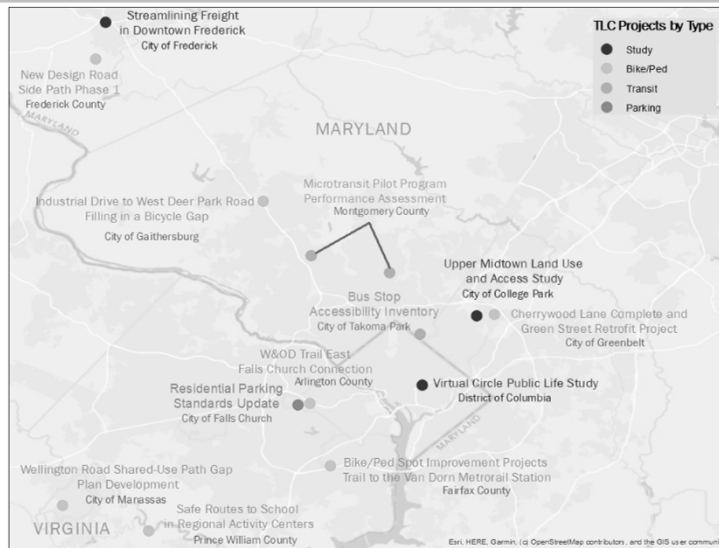 Streamlining Freight
in Downtown Frederick
City of Frederick
TLC Projects by Type
Study
Bike/Ped
Transit
Parking
New Design Road
Side Path Phase 1
Frederick County
MARYLAND
MARYLAND
Industrial Drive to West Deer Park Road
Filling in a Bicycle Gap
City of Gaithersburg
Microtransit Pilot Program
Performance Assessment
Montgomery County
Upper Midtown Land Use
and Access Study
City of College Park
Bus Stop
Accessibility Inventory
City of Takoma Park
Cherrywood Lane Complete and
Green Street Retrofit Project
City of Greenbelt
W&OD Trail East
Falls Church Connection
Arlington County
Residential Parking
Standards Update
City of Falls Church
Virtual Circle Public Life Study
District of Columbia
MARYLAND
Bike/Ped Spot Improvement Projects
Trail to the Van Dorn Metrorail Station
Fairfax County
Wellington Road Shared-Use Path Gap
Plan Development
City of Manassas
Safe Routes to School
in Regional Activity Centers
Prince William County
VIRGINIA
Esri, HERE, Garmin, (c) OpenStreetMap contributors, and the GIS user communi